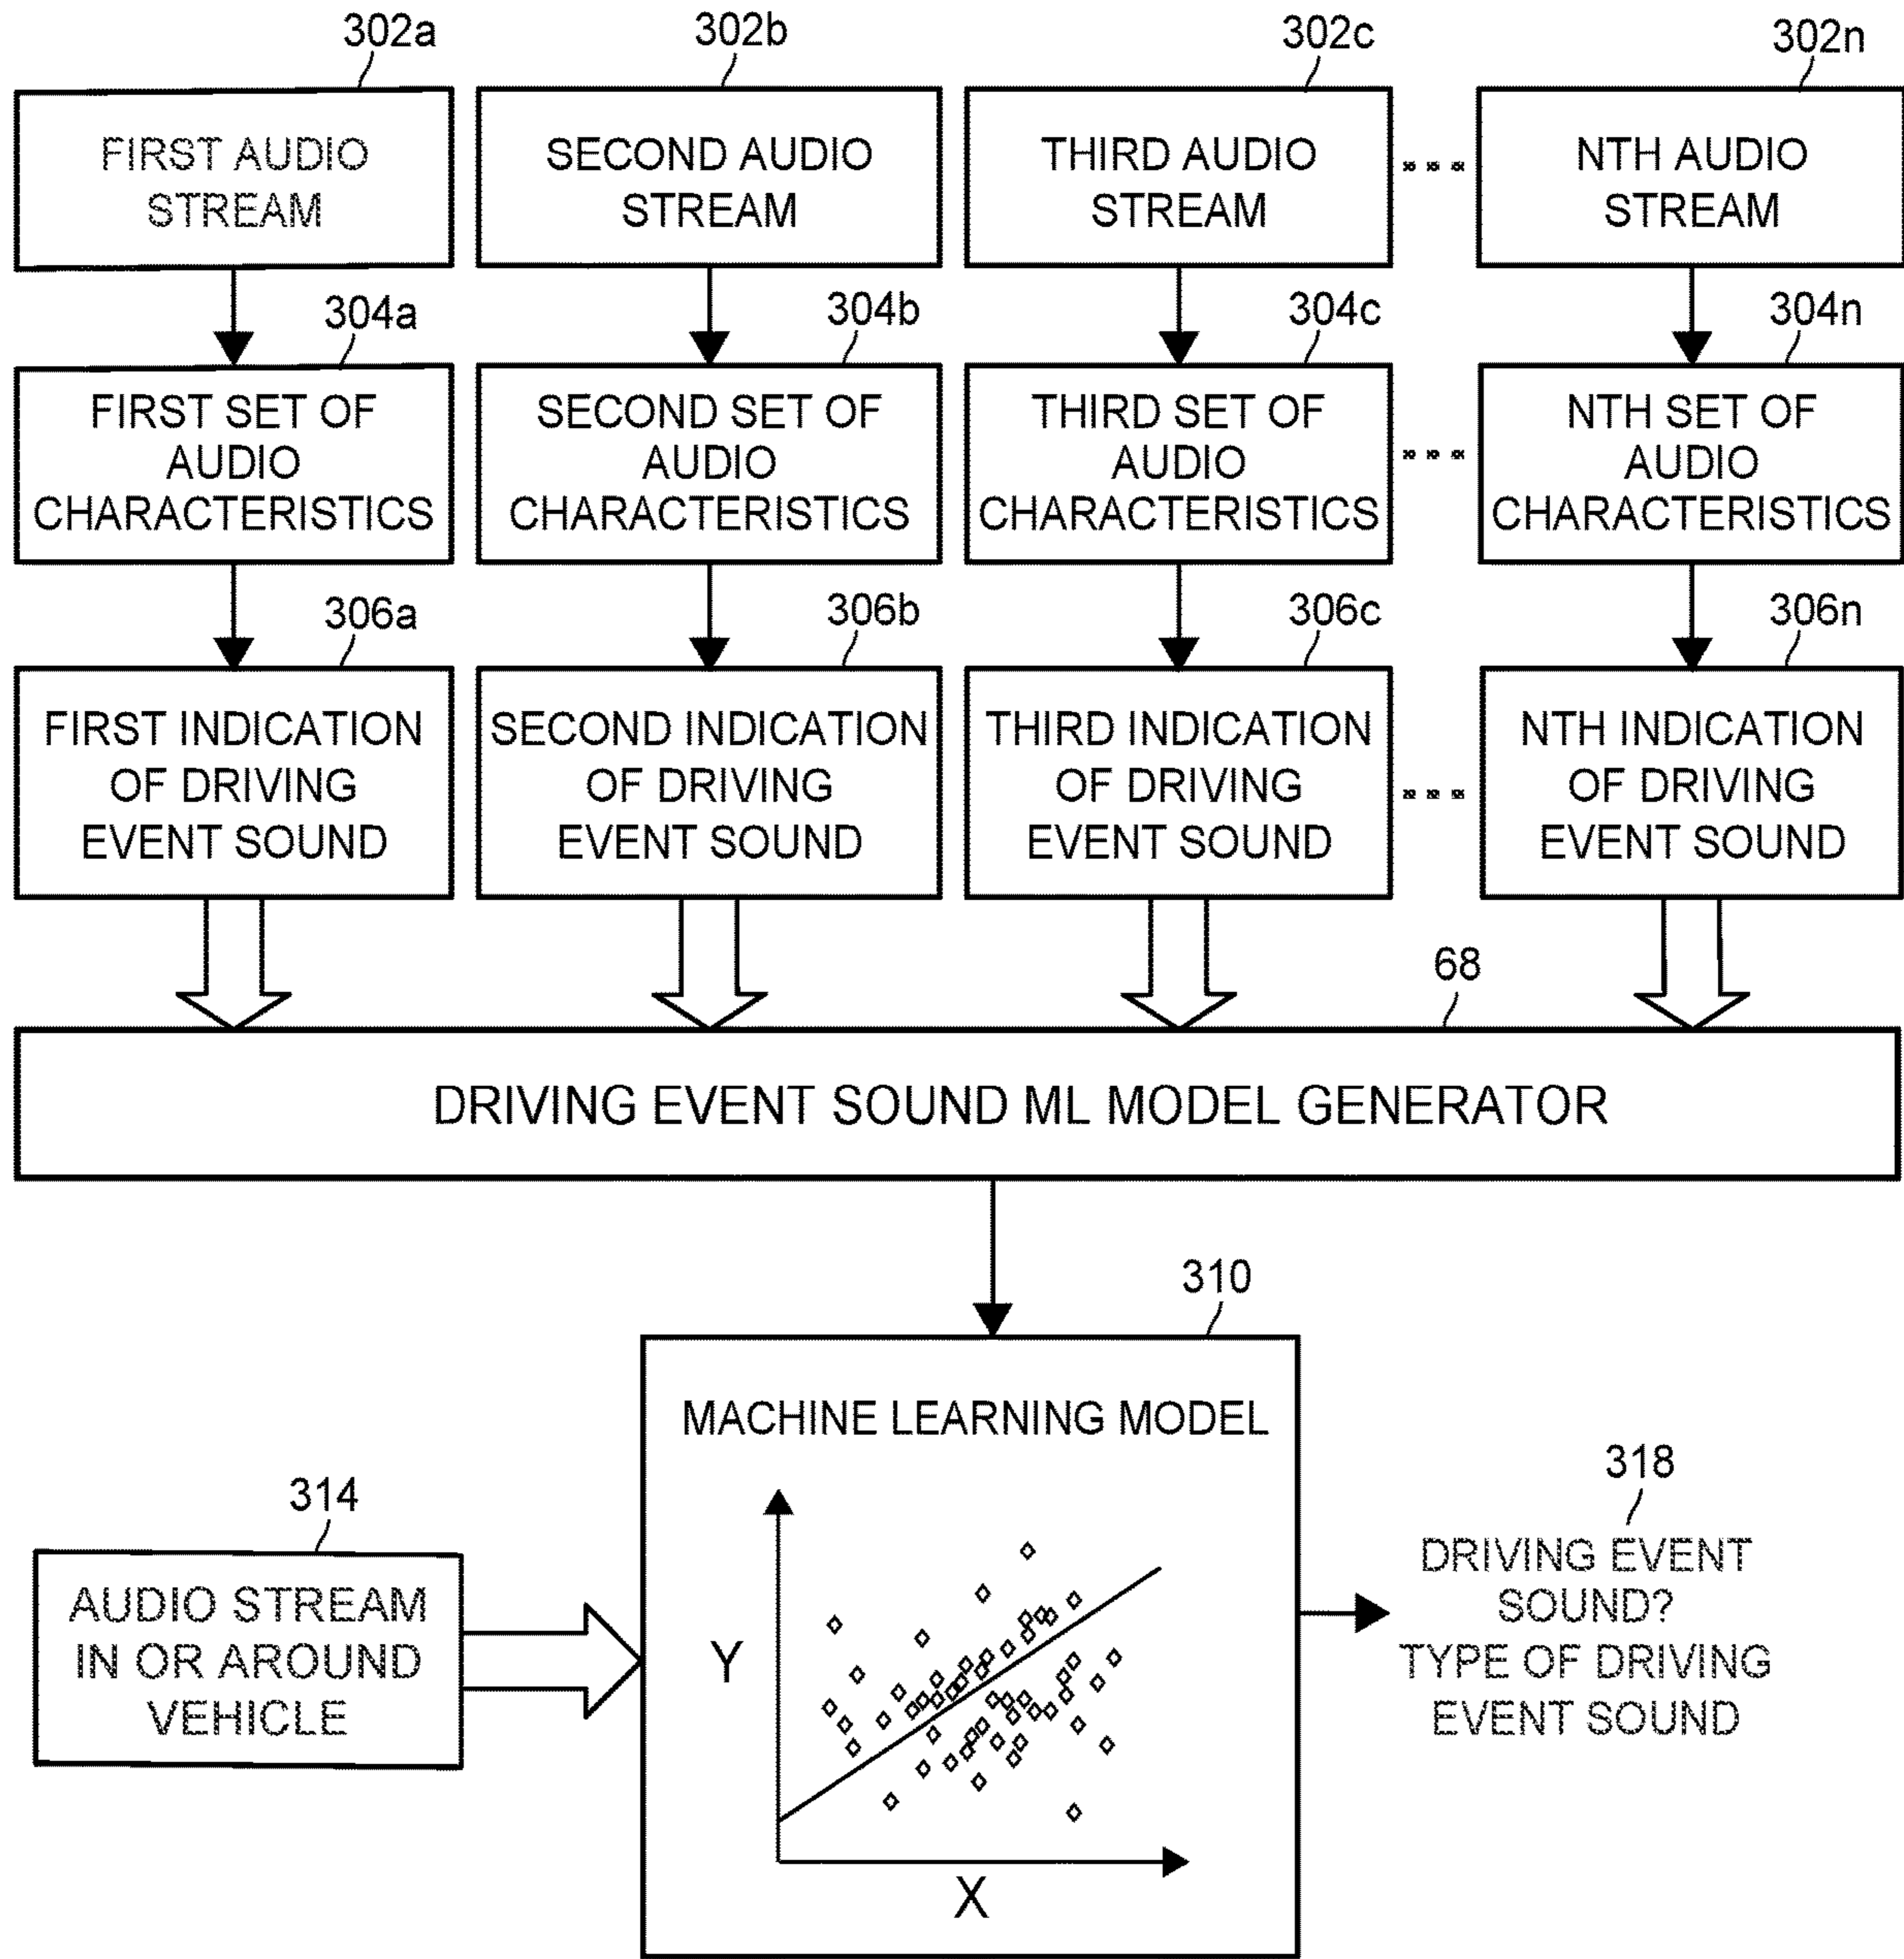 302a
302b
302c
302n
FIRST AUDIO
STREAM
SECOND AUDIO
STREAM
THIRD AUDIO
STREAM
NTH AUDIO
STREAM
304a
304b
304c
304n
FIRST SET OF
AUDIO
CHARACTERISTICS
SECOND SET OF
AUDIO
CHARACTERISTICS
THIRD SET OF
AUDIO
CHARACTERISTICS
NTH SET OF
AUDIO
CHARACTERISTICS
306a
306b
306c
306n
FIRST INDICATION
OF DRIVING
EVENT SOUND
SECOND INDICATION
OF DRIVING
EVENT SOUND
THIRD INDICATION
OF DRIVING
EVENT SOUND
NTH INDICATION
OF DRIVING
EVENT SOUND
68
DRIVING EVENT SOUND ML MODEL GENERATOR
310
MACHINE LEARNING MODEL
Y
X
314
AUDIO STREAM
IN OR AROUND
VEHICLE
318
DRIVING EVENT
SOUND?
TYPE OF DRIVING
EVENT SOUND